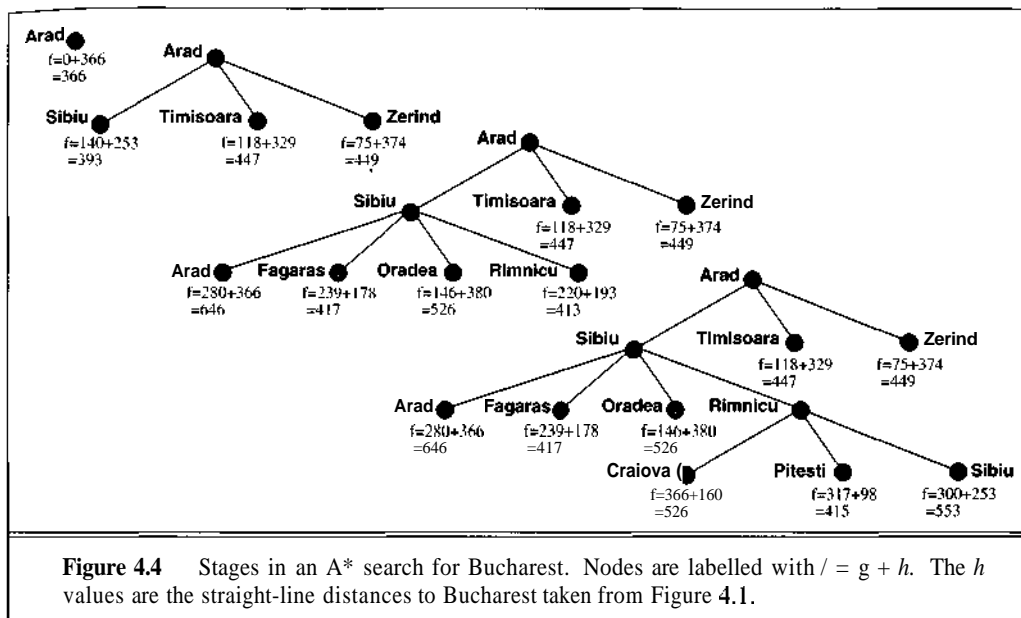 Arad
f=0+366
=366
Arad
Sibiu
f=140+253
=393
Timisoara
f=118+329
=447
Zerind
f=75+374
=449
Arad
Sibiu
Timisoara
f=118+329
=447
Zerind
f=75+374
=449
Arad
f=280+366
=646
Fagaras
f=239+178
=417
Oradea
f=146+380
=526
Rimnicu
f=220+193
=413
Arad
Sibiu
Timisoara
f=118+329
=447
Zerind
f=75+374
=449
Arad
f=280+366
=646
Fagaras
f=239+178
=417
Oradea
f=146+380
=526
Rimnicu
Craiova
f=366+160
=526
Pitesti
f=317+98
=415
Sibiu
f=300+253
=553
Figure 4.4 Stages in an A* search for Bucharest. Nodes are labelled with / = g + h. The h
values are the straight-line distances to Bucharest taken from Figure 4.1.